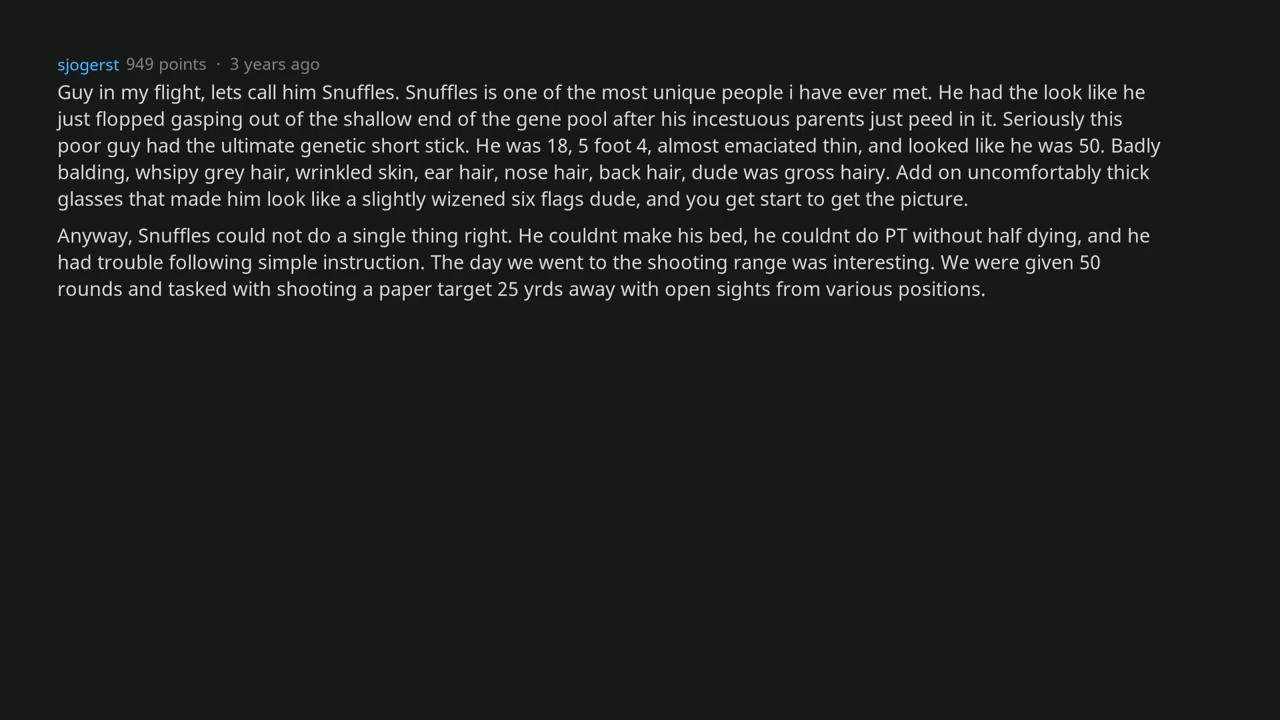 sjogerst 949 points · 3 years ago
Guy in my flight, lets call him Snuffles. Snuffles is one of the most unique people i have ever met. He had the look like he
just flopped gasping out of the shallow end of the gene pool after his incestuous parents just peed in it. Seriously this
poor guy had the ultimate genetic short stick. He was 18, 5 foot 4, almost emaciated thin, and looked like he was 50. Badly
balding, whsipy grey hair, wrinkled skin, ear hair, nose hair, back hair, dude was gross hairy. Add on uncomfortably thick
glasses that made him look like a slightly wizened six flags dude, and you get start to get the picture.
Anyway, Snuffles could not do a single thing right. He couldnt make his bed, he couldnt do PT without half dying, and he
had trouble following simple instruction. The day we went to the shooting range was interesting. We were given 50
rounds and tasked with shooting a paper target 25 yrds away with open sights from various positions.